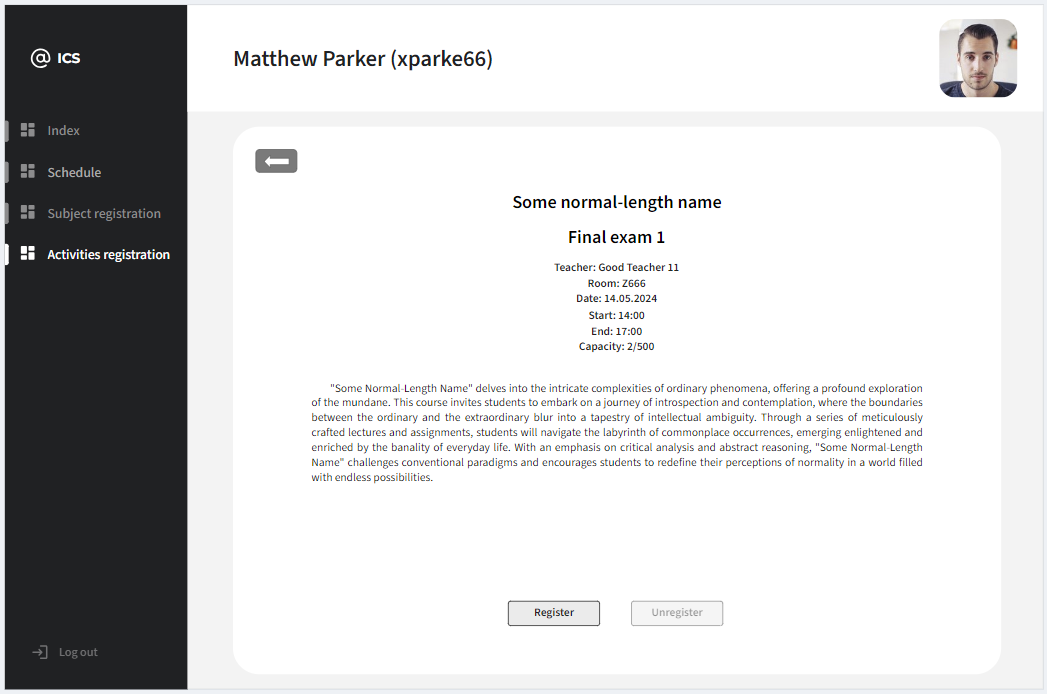 @ ICS
Matthew Parker (xparke66)
Index
Schedule
Subject registration
Activities registration
Some normal-length name
Final exam 1
Teacher: Good Teacher 11
Room: Z666
Date: 14.05.2024
Start: 14:00
End: 17:00
Capacity: 2/500
"Some Normal-Length Name" delves into the intricate complexities of ordinary phenomena, offering a profound exploration
of the mundane. This course invites students to embark on a journey of introspection and contemplation, where the boundaries
between the ordinary and the extraordinary blur into a tapestry of intellectual ambiguity. Through a series of meticulously
crafted lectures and assignments, students will navigate the labyrinth of commonplace occurrences, emerging enlightened and
enriched by the banality of everyday life. With an emphasis on critical analysis and abstract reasoning, "Some Normal-Length
Name" challenges conventional paradigms and encourages students to redefine their perceptions of normality in a world filled
with endless possibilities.
Register
Unregister
Log out